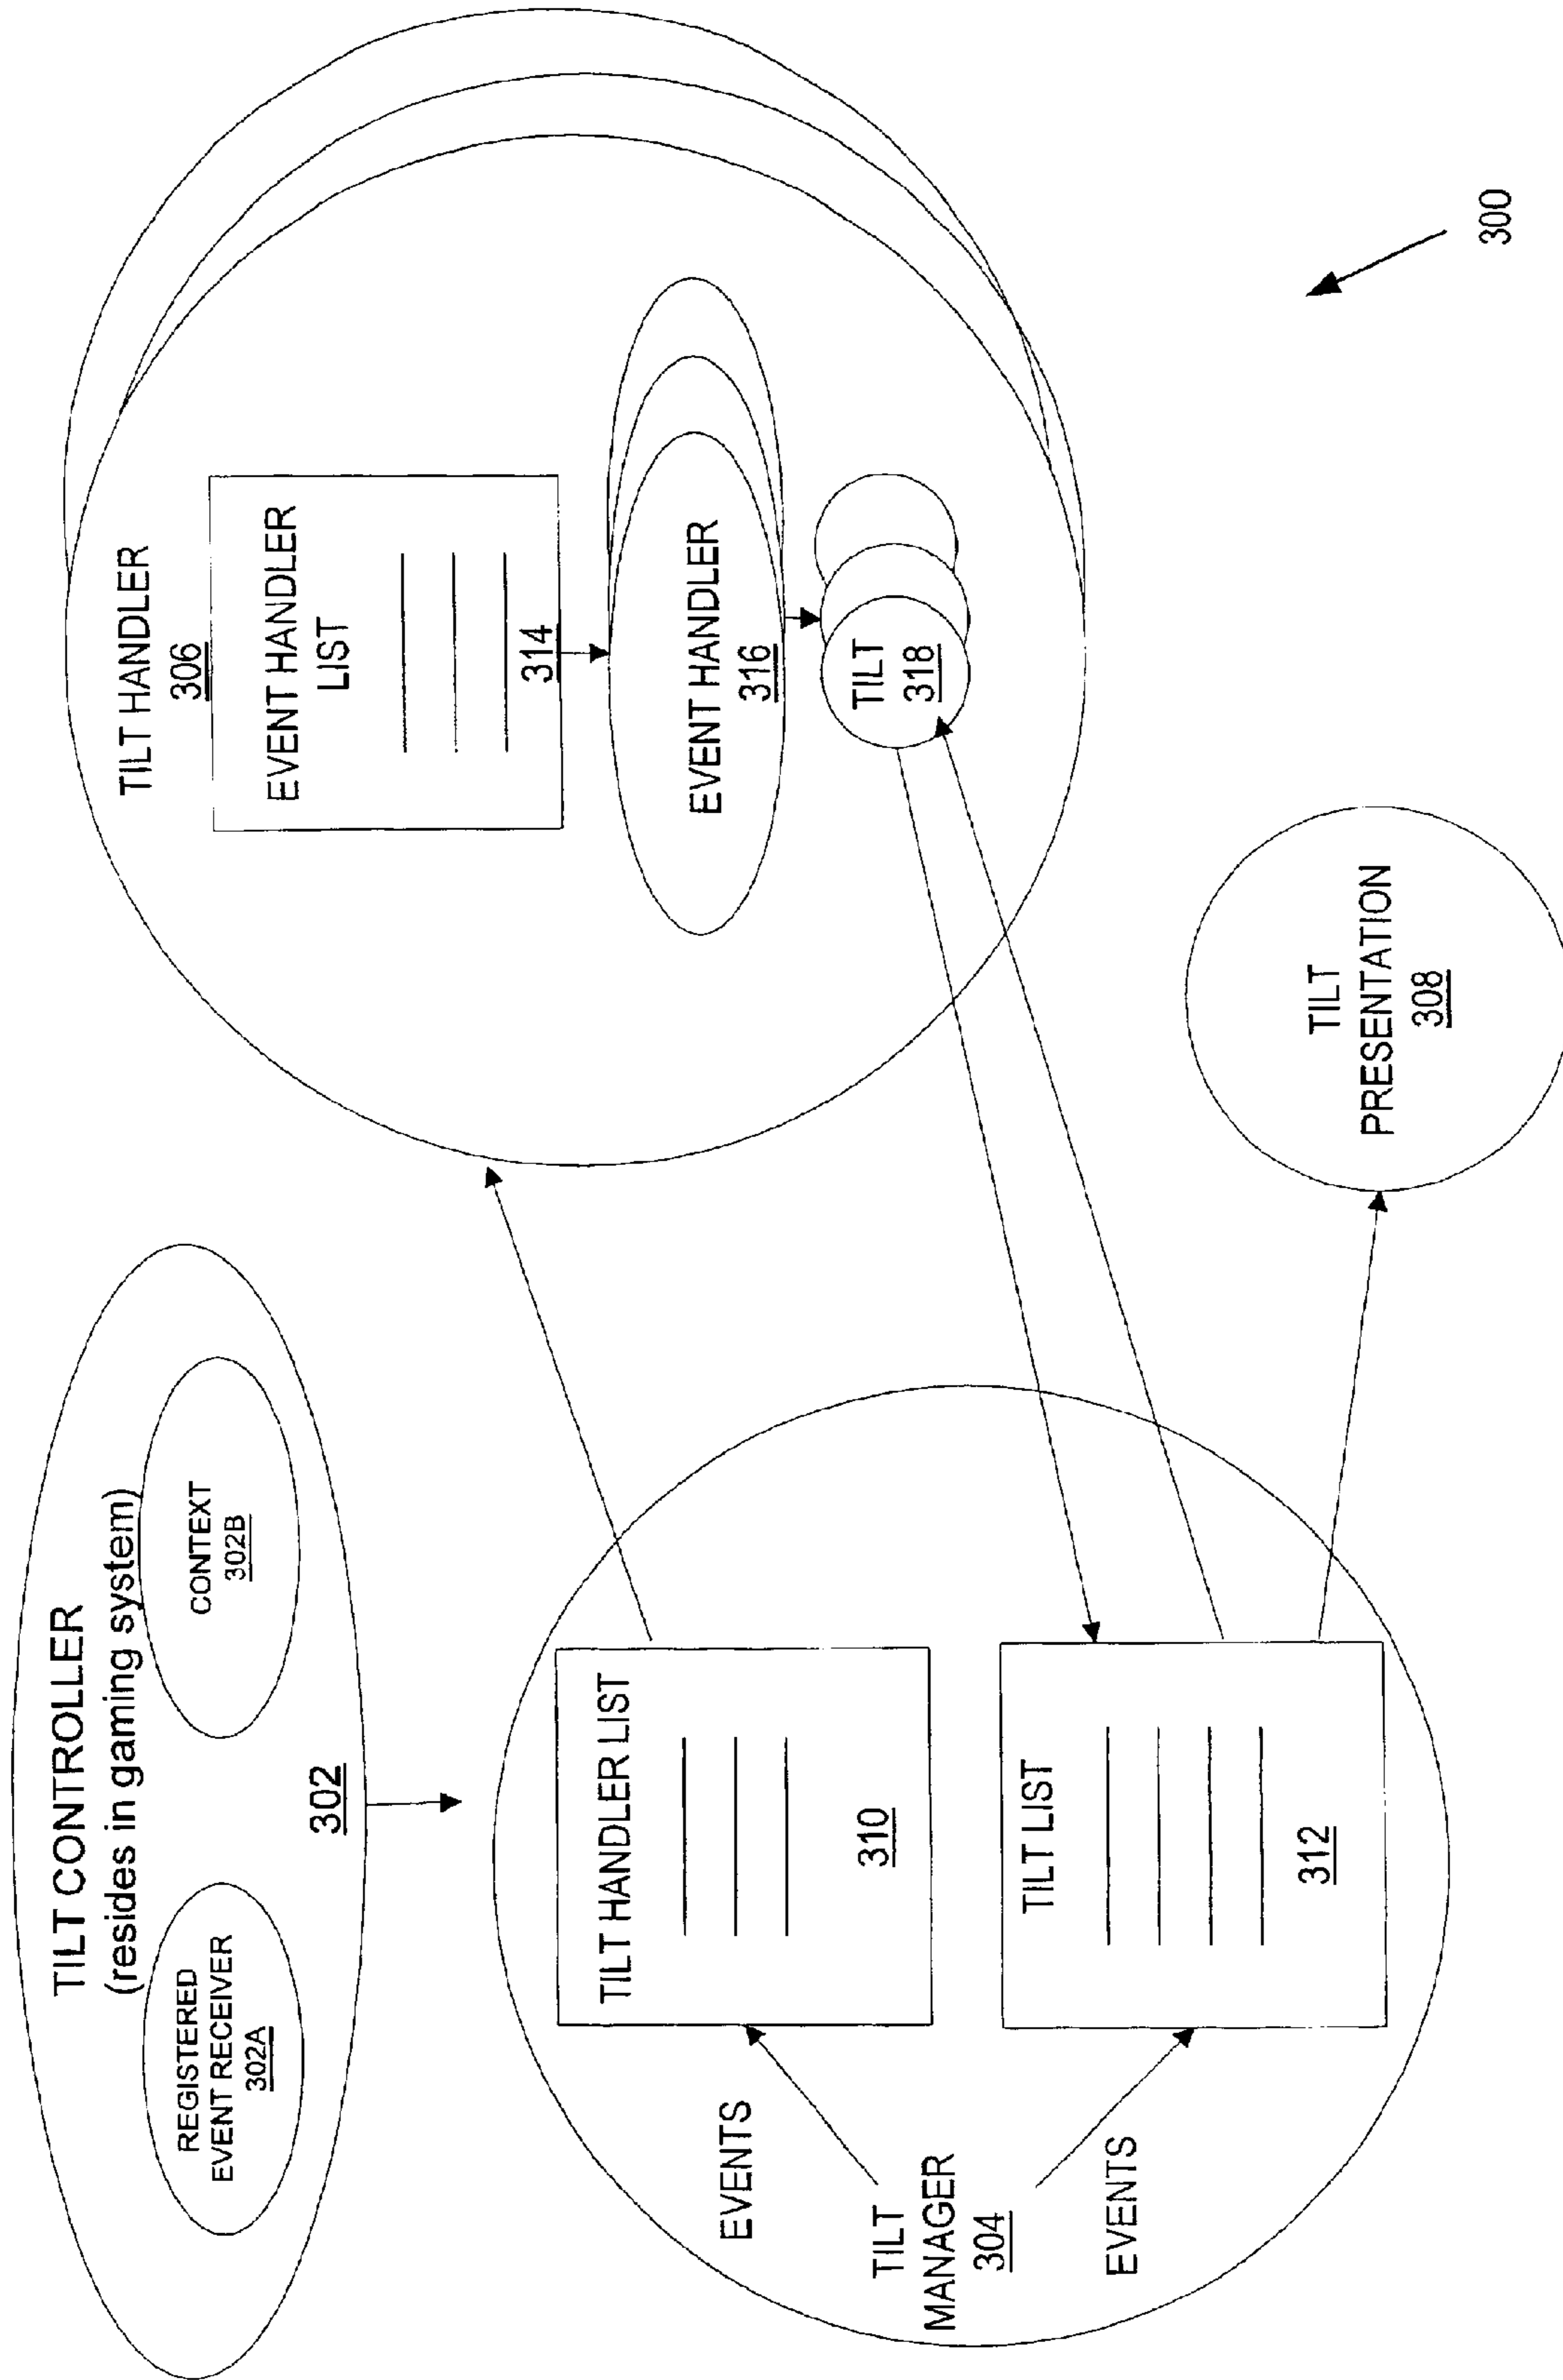 TILT CONTROLLER
(resides in gaming system)
REGISTERED
EVENT RECEIVER
302A
CONTEXT
302B
302
TILT HANDLER LIST
310
EVENTS
TILT
MANAGER
304
EVENTS
TILT LIST
312
TILT HANDLER
306
EVENT HANDLER
LIST
314
EVENT HANDLER
316
TILT
318
TILT
PRESENTATION
308
300